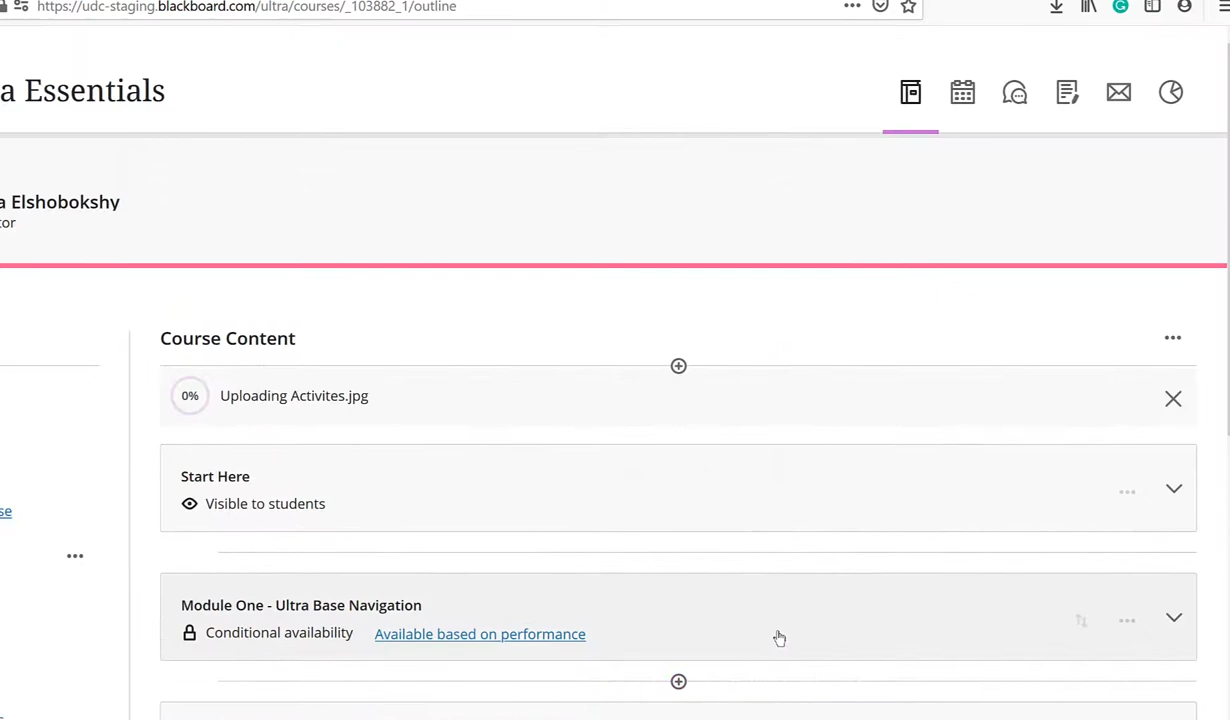 https://udc-staging.blackboard.com/ultra/courses/_103882_1/outline
a Essentials
a Elshobokshy
tor
Course Content
0%
Uploading Activites.jpg
Start Here
Visible to students
se
Module One - Ultra Base Navigation
Conditional availability
Available based on performance